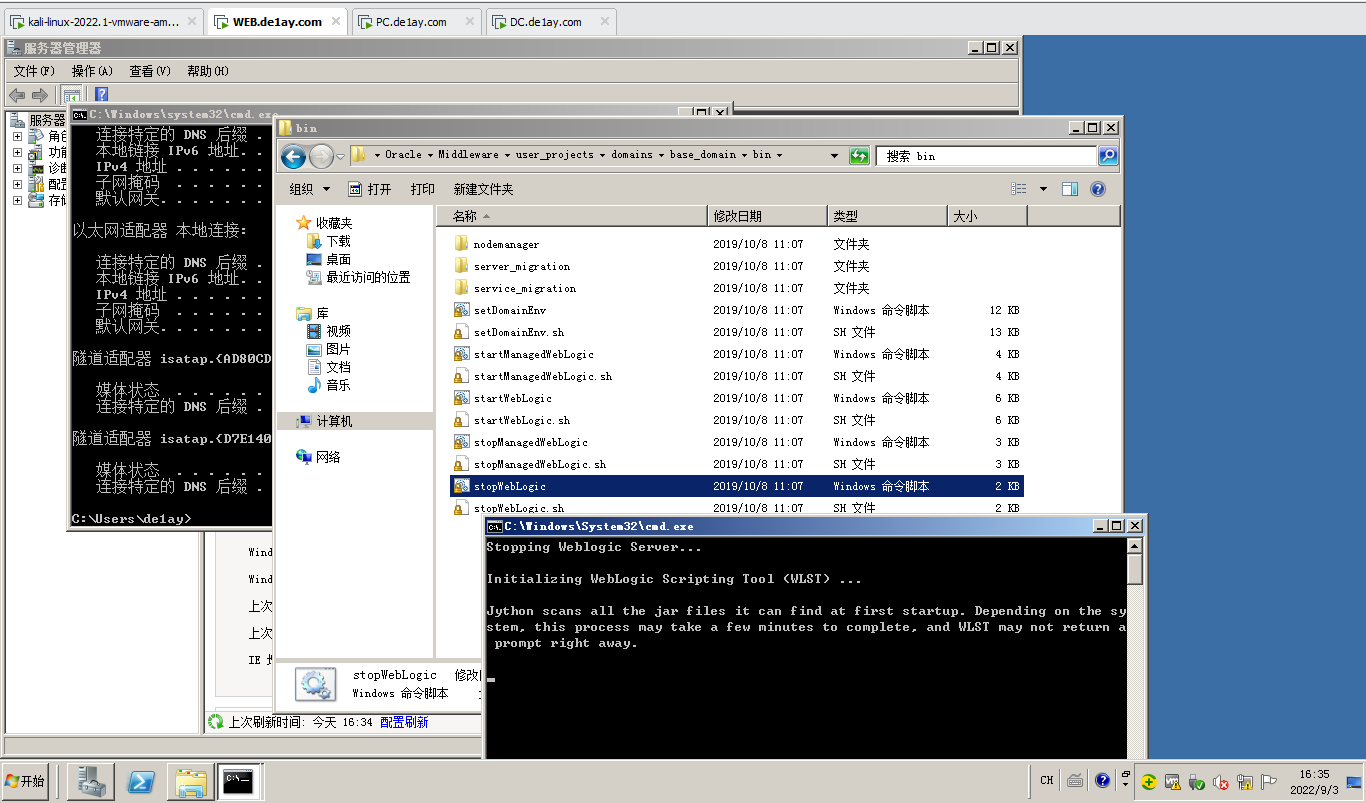 kali-linux-2022.1-vmware-am...
WEB.de1ay.com
PC.de1ay.com
DC.de1ay.com
服务器管理器
文件(F) 操作(A) 查看(V) 帮助(H)
服务器
角色
功能
诊断
配置
存储
C:\Windows\system32\cmd.exe
连接特定的 DNS 后缀 .
本地链接 IPv6 地址. . .
IPv4 地址 . . . . . . .
子网掩码 . . . . . . .
默认网关. . . . . . . .
以太网适配器 本地连接:
连接特定的 DNS 后缀 .
本地链接 IPv6 地址. . .
IPv4 地址 . . . . . . .
子网掩码 . . . . . . .
默认网关. . . . . . . .
隧道适配器 isatap.{AD80CD
媒体状态 . . . . . .
连接特定的 DNS 后缀 .
隧道适配器 isatap.{D7E140
媒体状态 . . . . . .
连接特定的 DNS 后缀 .
C:\Users\de1ay>
bin
Oracle Middleware user_projects domains base_domain bin
搜索 bin
组织 打开 打印 新建文件夹
收藏夹
下载
桌面
最近访问的位置
库
视频
图片
文档
音乐
计算机
网络
名称 修改日期 类型 大小
nodemanager 2019/10/8 11:07 文件夹
server_migration 2019/10/8 11:07 文件夹
service_migration 2019/10/8 11:07 文件夹
setDomainEnv 2019/10/8 11:07 Windows 命令脚本 12 KB
setDomainEnv.sh 2019/10/8 11:07 SH 文件 13 KB
startManagedWebLogic 2019/10/8 11:07 Windows 命令脚本 4 KB
startManagedWebLogic.sh 2019/10/8 11:07 SH 文件 4 KB
startWebLogic 2019/10/8 11:07 Windows 命令脚本 6 KB
startWebLogic.sh 2019/10/8 11:07 SH 文件 6 KB
stopManagedWebLogic 2019/10/8 11:07 Windows 命令脚本 3 KB
stopManagedWebLogic.sh 2019/10/8 11:07 SH 文件 3 KB
stopWebLogic 2019/10/8 11:07 Windows 命令脚本 2 KB
stopWebLogic.sh 2019/10/8 11:07 SH 文件 2 KB
stopWebLogic 修改
Windows 命令脚本
Wind
Wind
上次
上次
IE
上次刷新时间: 今天 16:34 配置刷新
C:\Windows\System32\cmd.exe
Stopping Weblogic Server...
Initializing WebLogic Scripting Tool (WLST) ...
Jython scans all the jar files it can find at first startup. Depending on the sy
stem, this process may take a few minutes to complete, and WLST may not return a
prompt right away.
开始
CH
16:35
2022/9/3